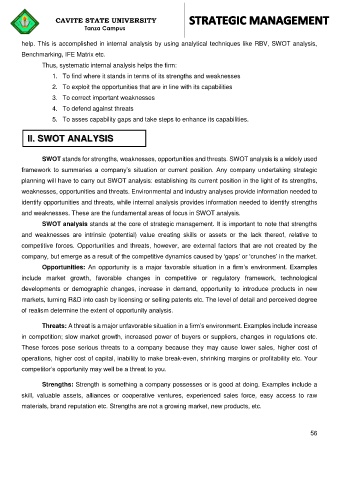 CAVITE STATE UNIVERSITY
Tanza Campus
STRATEGIC MANAGEMENT
help. This is accomplished in internal analysis by using analytical techniques like RBV, SWOT analysis,
Benchmarking, IFE Matrix etc.
Thus, systematic internal analysis helps the firm:
1. To find where it stands in terms of its strengths and weaknesses
2. To exploit the opportunities that are in line with its capabilities
3. To correct important weaknesses
4. To defend against threats
5. To asses capability gaps and take steps to enhance its capabilities.
II. SWOT ANALYSIS
SWOT stands for strengths, weaknesses, opportunities and threats. SWOT analysis is a widely used
framework to summaries a company's situation or current position. Any company undertaking strategic
planning will have to carry out SWOT analysis: establishing its current position in the light of its strengths,
weaknesses, opportunities and threats. Environmental and industry analyses provide information needed to
identify opportunities and threats, while internal analysis provides information needed to identify strengths
and weaknesses. These are the fundamental areas of focus in SWOT analysis.
SWOT analysis stands at the core of strategic management. It is important to note that strengths
and weaknesses are intrinsic (potential) value creating skills or assets or the lack thereof, relative to
competitive forces. Opportunities and threats, however, are external factors that are not created by the
company, but emerge as a result of the competitive dynamics caused by 'gaps' or 'crunches' in the market.
Opportunities: An opportunity is a major favorable situation in a firm's environment. Examples
include market growth, favorable changes in competitive or regulatory framework, technological
developments or demographic changes, increase in demand, opportunity to introduce products in new
markets, turning R&D into cash by licensing or selling patents etc. The level of detail and perceived degree
of realism determine the extent of opportunity analysis.
Threats: A threat is a major unfavorable situation in a firm's environment. Examples include increase
in competition, slow market growth, increased power of buyers or suppliers, changes in regulations etc.
These forces pose serious threats to a company because they may cause lower sales, higher cost of
operations, higher cost of capital, inability to make break-even, shrinking margins or profitability etc. Your
competitor's opportunity may well be a threat to you.
Strengths: Strength is something a company possesses or is good at doing. Examples include a
skill, valuable assets, alliances or cooperative ventures, experienced sales force, easy access to raw
materials, brand reputation etc. Strengths are not a growing market, new products, etc.
56